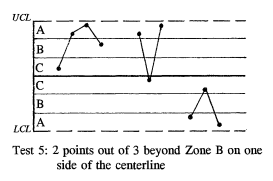 UCL
A
B
C
C
B
A
LCL
Test 5: 2 points out of 3 beyond Zone B on one
side of the centerline